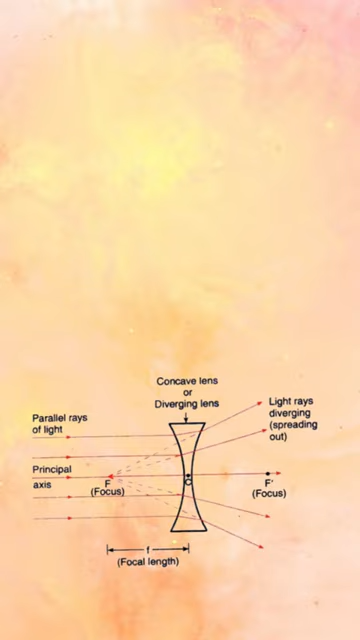 Concave lens
or
Diverging lens
Light rays
diverging
(spreading
out)
Parallel rays
of light
Principal
axis
F
(Focus)
C
F'
(Focus)
f
(Focal length)